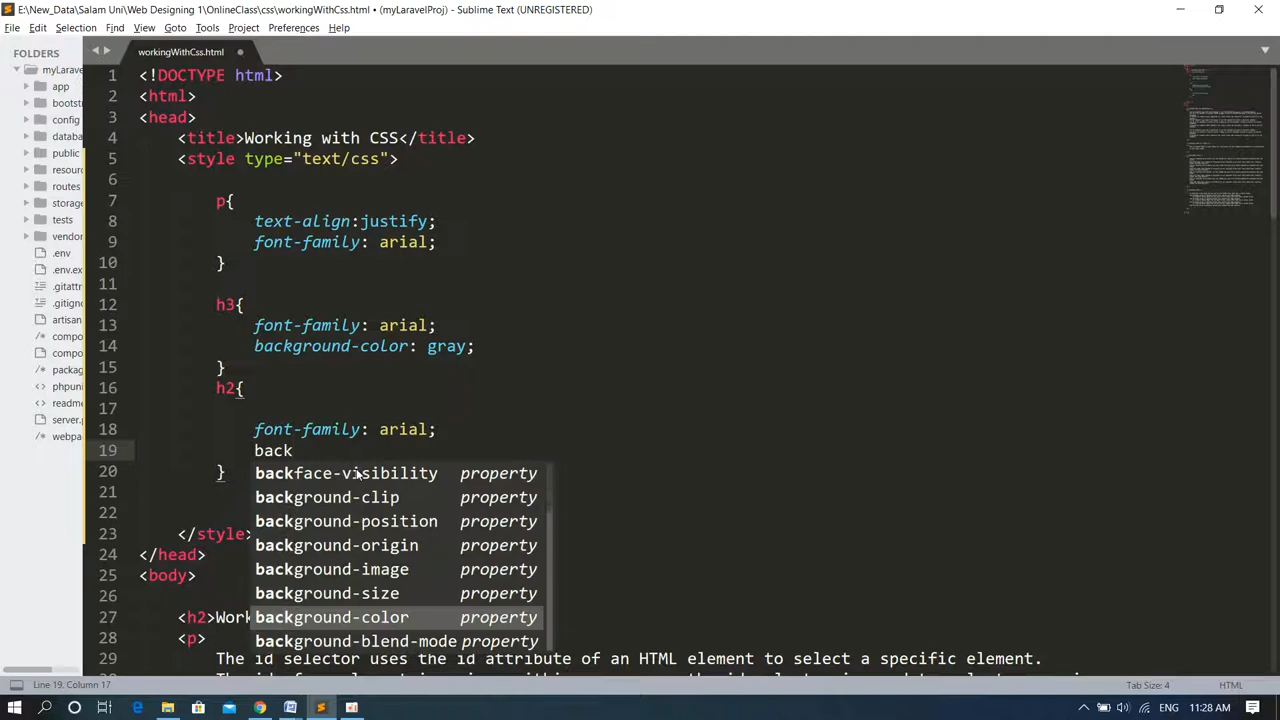 E:\New_Data\Salam Uni\Web Designing 1\OnlineClass\css\workingWithCss.html • (myLaravelProj) - Sublime Text (UNREGISTERED)
File Edit Selection Find View Goto Tools Project Preferences Help
FOLDERS
myLarave
app
bootstr
config
databa
public
resourc
routes
storage
tests
vendor
.env
.env.ex
.gitattr
.gitigno
artisan
compo
compo
packag
phpuni
readme
server.p
webpa
workingWithCss.html
1 <!DOCTYPE html>
2 <html>
3 <head>
4 <title>Working with CSS</title>
5 <style type="text/css">
6
7 p{
8 text-align:justify;
9 font-family: arial;
10 }
11
12 h3{
13 font-family: arial;
14 background-color: gray;
15 }
16 h2{
17
18 font-family: arial;
19 back
20 }
21
22
23 </style>
24 </head>
25 <body>
26
27 <h2>Work
28 <p>
29 The id selector uses the id attribute of an HTML element to select a specific element.
backface-visibility property
background-clip property
background-position property
background-origin property
background-image property
background-size property
background-color property
background-blend-mode property
Line 19, Column 17
Tab Size: 4
HTML
ENG
11:28 AM